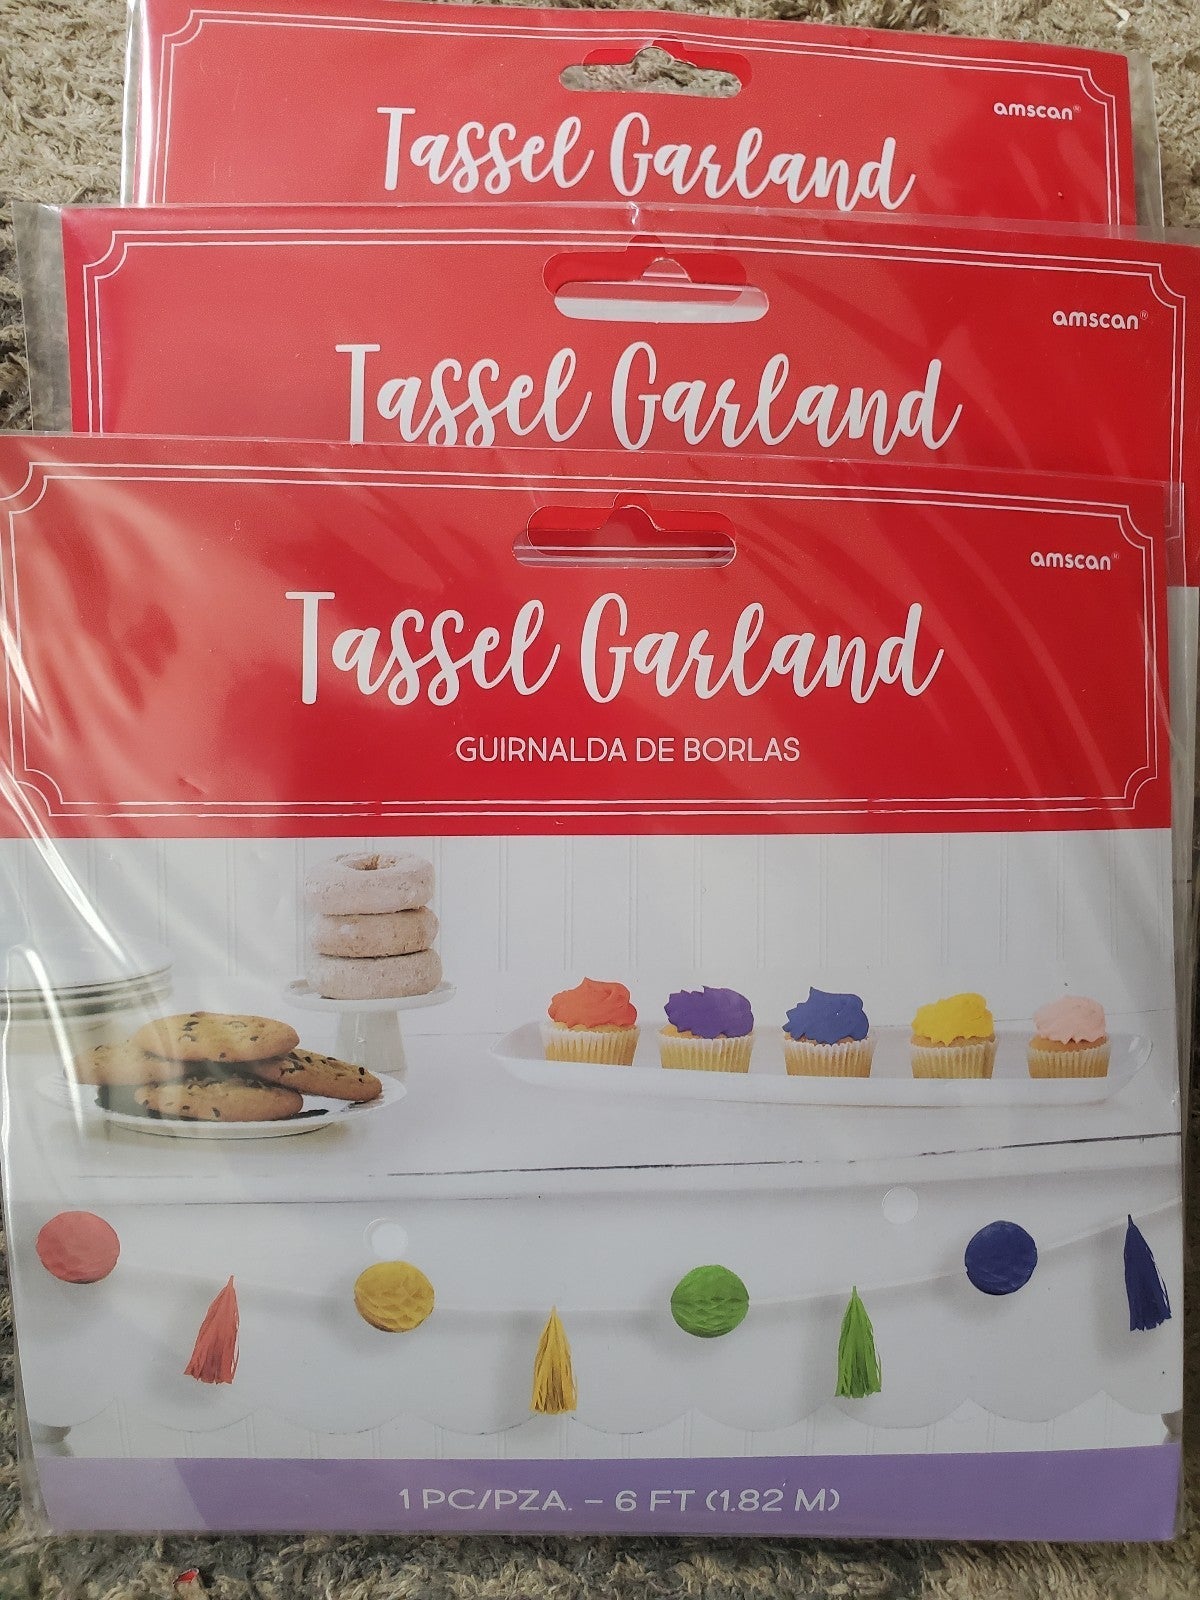 amscan®
Tassel Garland
amscan®
Tassel Garland
amscan®
Tassel Garland
GUIRNALDA DE BORLAS
1 PC/PZA. – 6 FT (1.82 M)